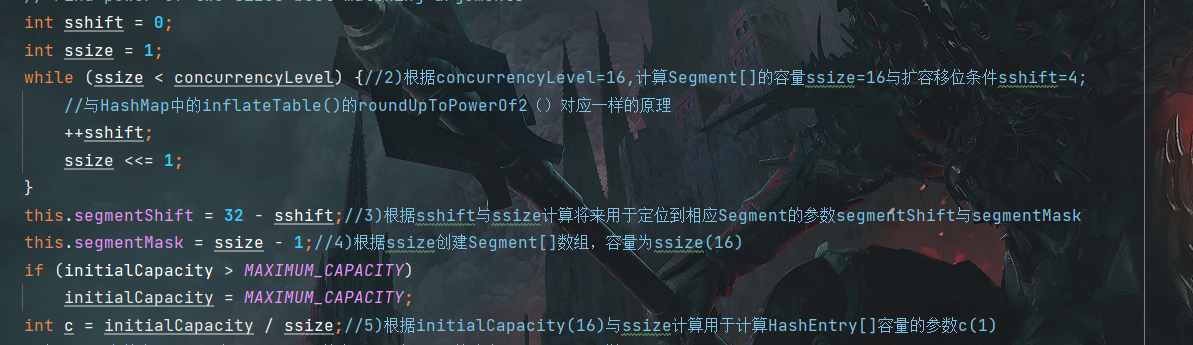 int sshift = 0;
int ssize = 1;
while (ssize < concurrencyLevel) {//2)根据concurrencyLevel=16,计算Segment[]的容量ssize=16与扩容移位条件sshift=4;
//与HashMap中的inflateTable()的roundUpToPowerOf2（）对应一样的原理
++sshift;
ssize <<= 1;
}
this.segmentShift = 32 - sshift;//3)根据sshift与ssize计算将来用于定位到相应Segment的参数segmentShift与segmentMask
this.segmentMask = ssize - 1;//4)根据ssize创建Segment[]数组，容量为ssize(16)
if (initialCapacity > MAXIMUM_CAPACITY)
initialCapacity = MAXIMUM_CAPACITY;
int c = initialCapacity / ssize;//5)根据initialCapacity(16)与ssize计算用于计算HashEntry[]容量的参数c(1)